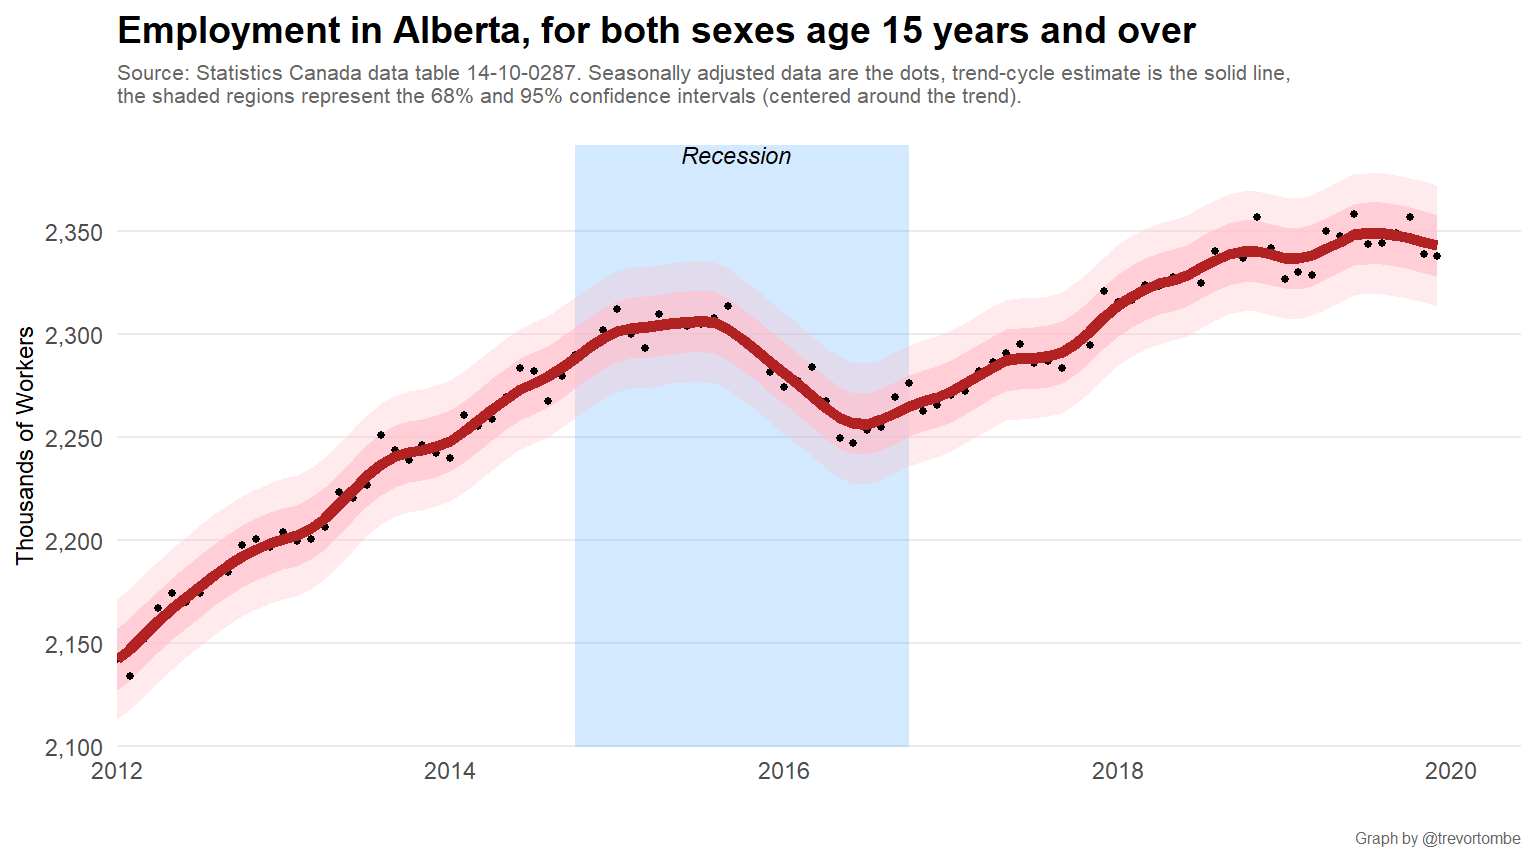 Employment in Alberta, for both sexes age 15 years and over
Source: Statistics Canada data table 14-10-0287. Seasonally adjusted data are the dots, trend-cycle estimate is the solid line,
the shaded regions represent the 68% and 95% confidence intervals (centered around the trend).
Recession
Thousands of Workers
2,350
2,300
2,250
2,200
2,150
2,100
2012 2014 2016 2018 2020
Graph by @trevortombe